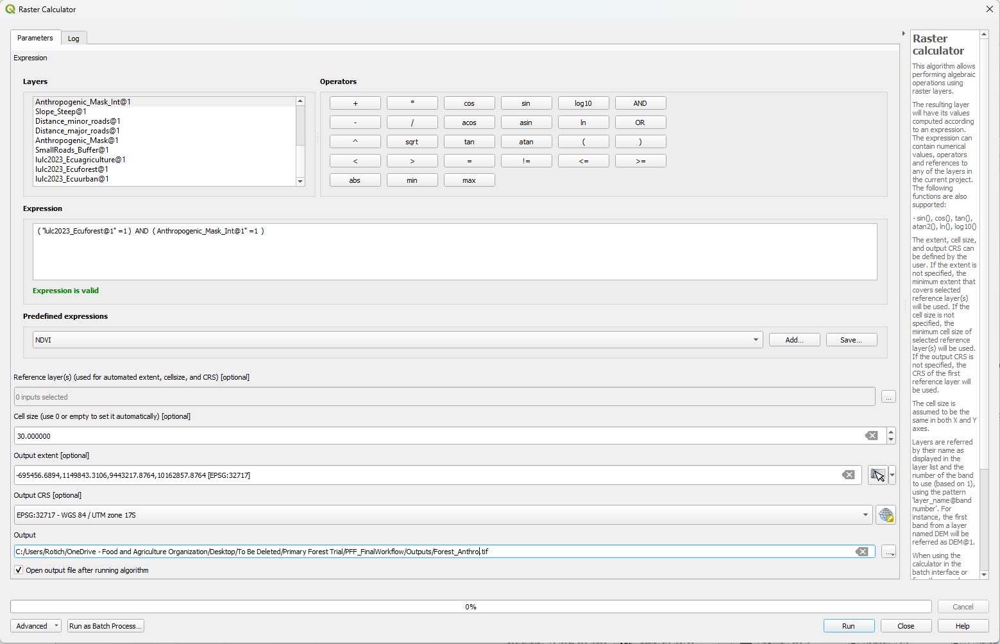 Raster Calculator
Parameters
Log
Expression
Layers
Operators
Anthropogenic_Mask_Int@1
Slope_Steep@1
Distance_minor_roads@1
Distance_major_roads@1
Anthropogenic_Mask@1
SmallRoads_Buffer@1
lulc2023_Ecuagriculture@1
lulc2023_Ecuforest@1
lulc2023_Ecuurban@1
+ * cos sin log10 AND
- / acos asin ln OR
^ sqrt tan atan ( )
< > = != <= >=
abs min max
Expression
( "lulc2023_Ecuforest@1" =1 ) AND ( Anthropogenic_Mask_Int@1" =1 )
Expression is valid
Predefined expressions
NDVI
Add...
Save...
Reference layer(s) (used for automated extent, cellsize, and CRS) [optional]
0 inputs selected
...
Cell size (use 0 or empty to set it automatically) [optional]
30.000000
Output extent [optional]
-695456.6894,1149843.3106,9443217.8764,10162857.8764 [EPSG:32717]
Output CRS [optional]
EPSG:32717 - WGS 84 / UTM zone 17S
Output
C:/Users/Rotich/OneDrive - Food and Agriculture Organization/Desktop/To Be Deleted/Primary Forest Trial/PFF_FinalWorkflow/Outputs/Forest_Anthro.tif
...
Open output file after running algorithm
Raster
calculator
This algorithm allows
performing algebraic
operations using
raster layers.
The resulting layer
will have its values
computed according
to an expression.
The expression can
contain numerical
values, operators
and references to
any of the layers in
the current project.
The following
functions are also
supported:
- sin(), cos(), tan(),
atan2(), ln(), log10()
The extent, cell size,
and output CRS can
be defined by the
user. If the extent is
not specified, the
minimum extent that
covers selected
reference layer(s)
will be used. If the
cell size is not
specified, the
minimum cell size of
selected reference
layer(s) will be used.
If the output CRS is
not specified, the
CRS of the first
reference layer will
be used.
The cell size is
assumed to be the
same in both X and Y
axes.
Layers are referred
by their name as
displayed in the
layer list and the
number of the band
to use (based on 1),
using the pattern
'layer_name@band
number'. For
instance, the first
band from a layer
named DEM will be
referred as DEM@1.
When using the
calculator in the
batch interface or
0%
Cancel
Advanced
Run as Batch Process...
Run
Close
Help